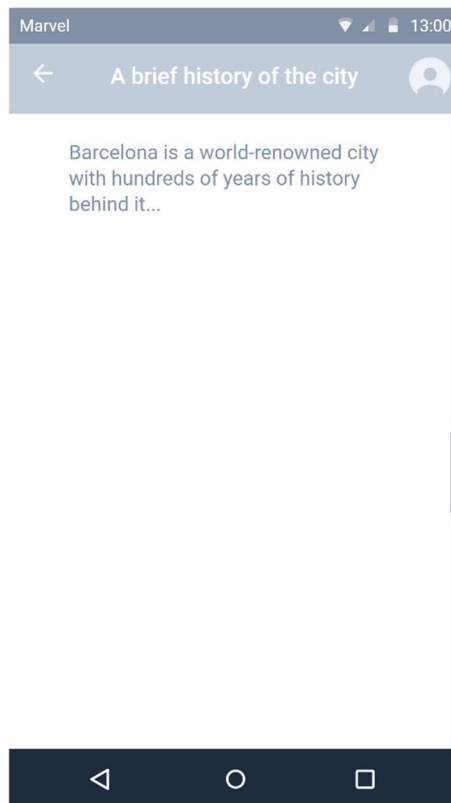 Marvel 13:00
A brief history of the city
Barcelona is a world-renowned city
with hundreds of years of history
behind it...